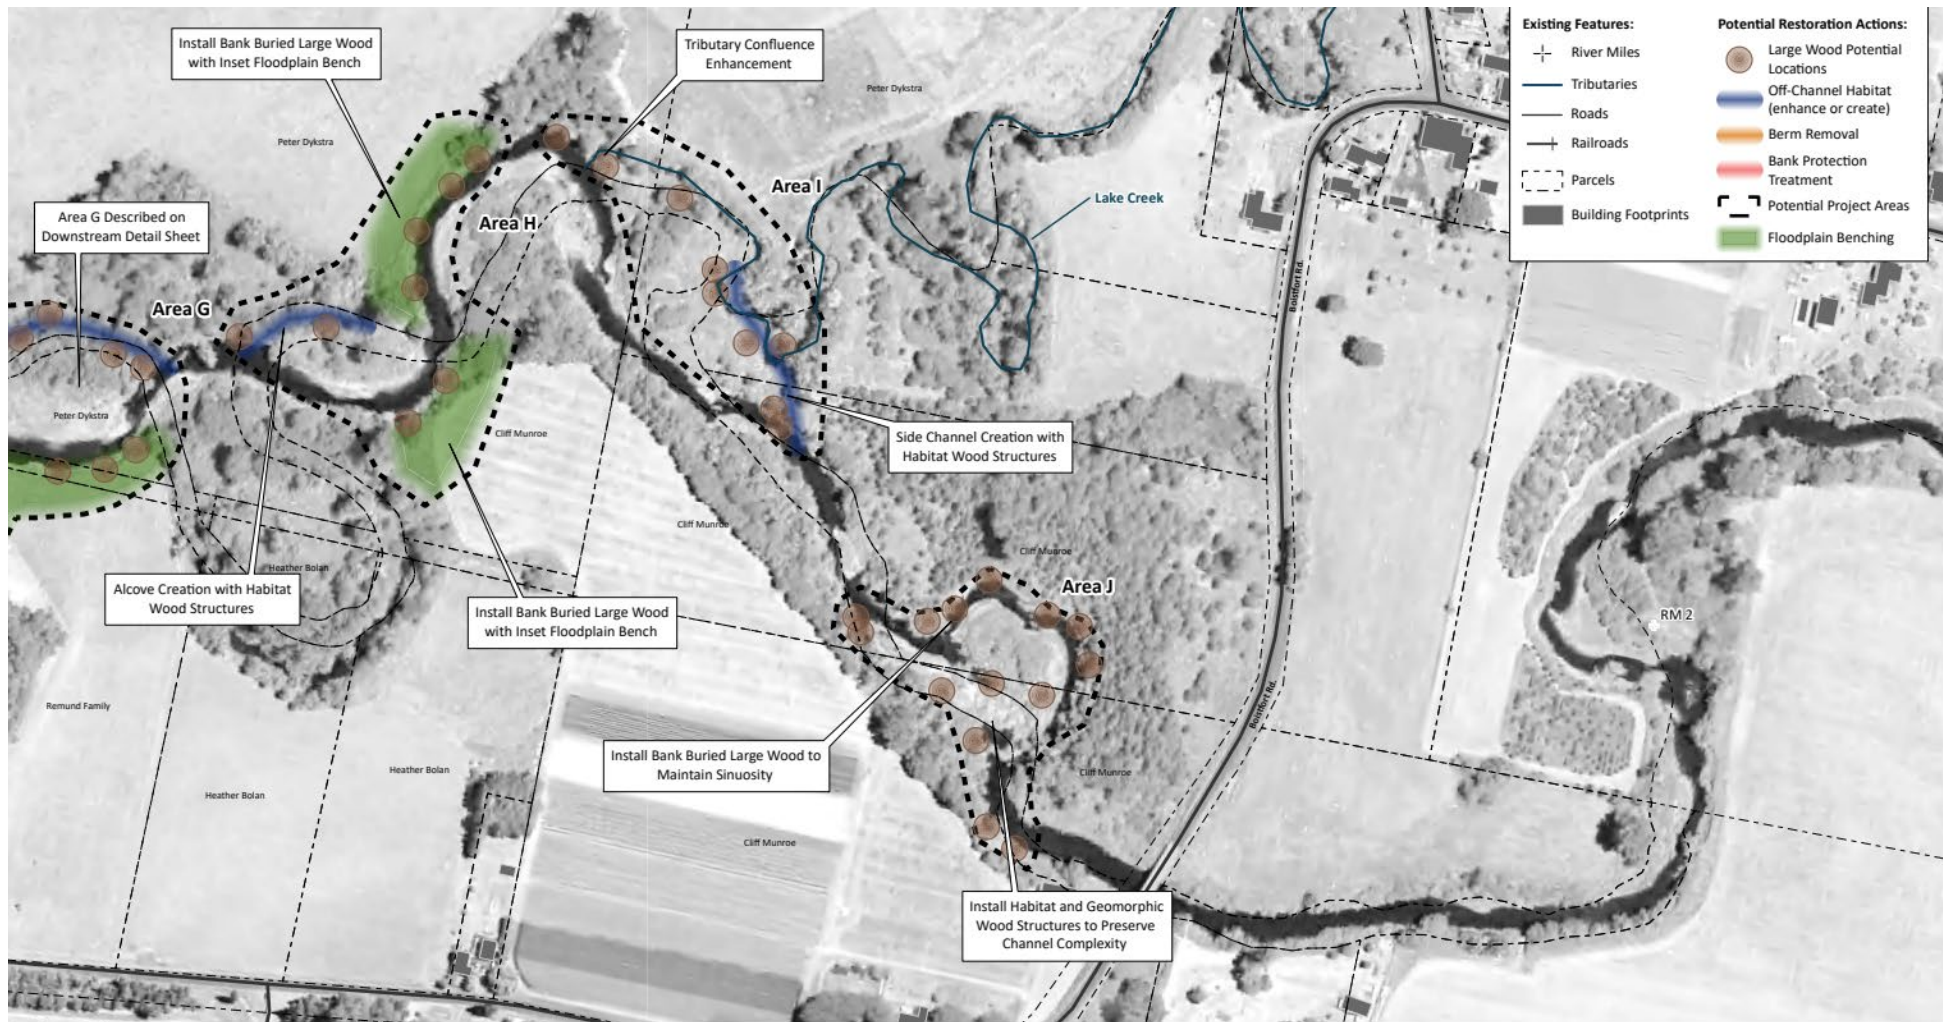 Install Bank Buried Large Wood
with Inset Floodplain Bench
Tributary Confluence
Enhancement
Peter Dykstra
Existing Features:
River Miles
Tributaries
Roads
Railroads
Parcels
Building Footprints
Potential Restoration Actions:
Large Wood Potential
Locations
Off-Channel Habitat
(enhance or create)
Berm Removal
Bank Protection
Treatment
Potential Project Areas
Floodplain Benching
Peter Dykstra
Area I
Lake Creek
Area H
Area G Described on
Downstream Detail Sheet
Area G
Boistfort Rd.
Peter Dykstra
Cliff Munroe
Side Channel Creation with
Habitat Wood Structures
Cliff Munroe
Cliff Munroe
Heather Bolan
Area J
Alcove Creation with Habitat
Wood Structures
Install Bank Buried Large Wood
with Inset Floodplain Bench
RM 2
Remund Family
Boistfort Rd.
Install Bank Buried Large Wood to
Maintain Sinuosity
Heather Bolan
Cliff Munroe
Heather Bolan
Cliff Munroe
Install Habitat and Geomorphic
Wood Structures to Preserve
Channel Complexity